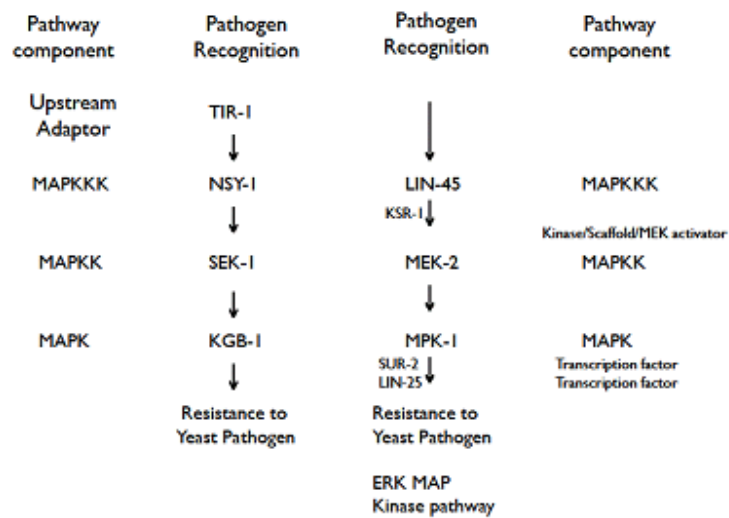 Pathway component
Pathogen Recognition
Pathogen Recognition
Pathway component
Upstream Adaptor
TIR-1
MAPKKK
NSY-1
LIN-45
MAPKKK
KSR-1
Kinase/Scaffold/MEK activator
MAPKK
SEK-1
MEK-2
MAPKK
MAPK
KGB-1
MPK-1
MAPK
SUR-2
Transcription factor
LIN-25
Transcription factor
Resistance to
Yeast Pathogen
Resistance to
Yeast Pathogen
ERK MAP
Kinase pathway